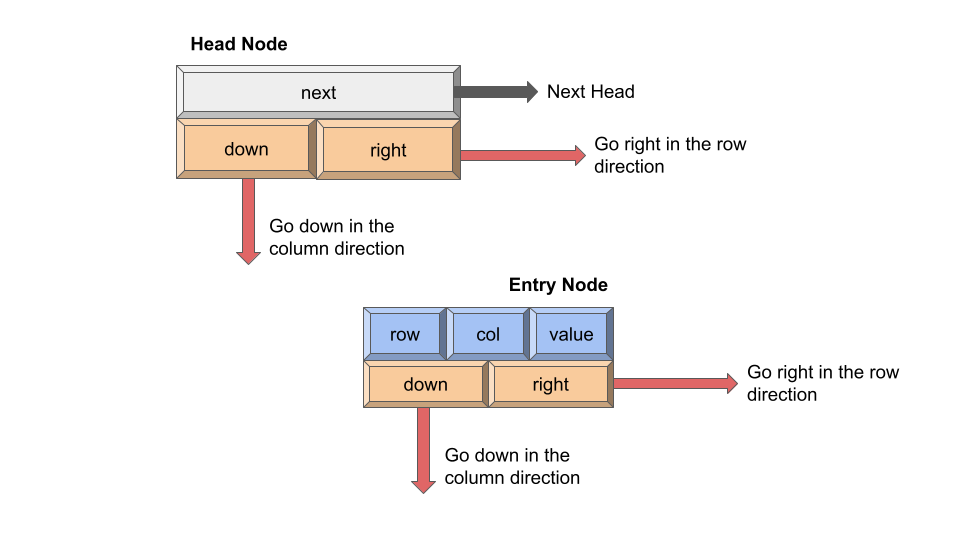 Head Node
next
Next Head
down
right
Go right in the row
direction
Go down in the
column direction
Entry Node
row
col
value
down
right
Go right in the row
direction
Go down in the
column direction